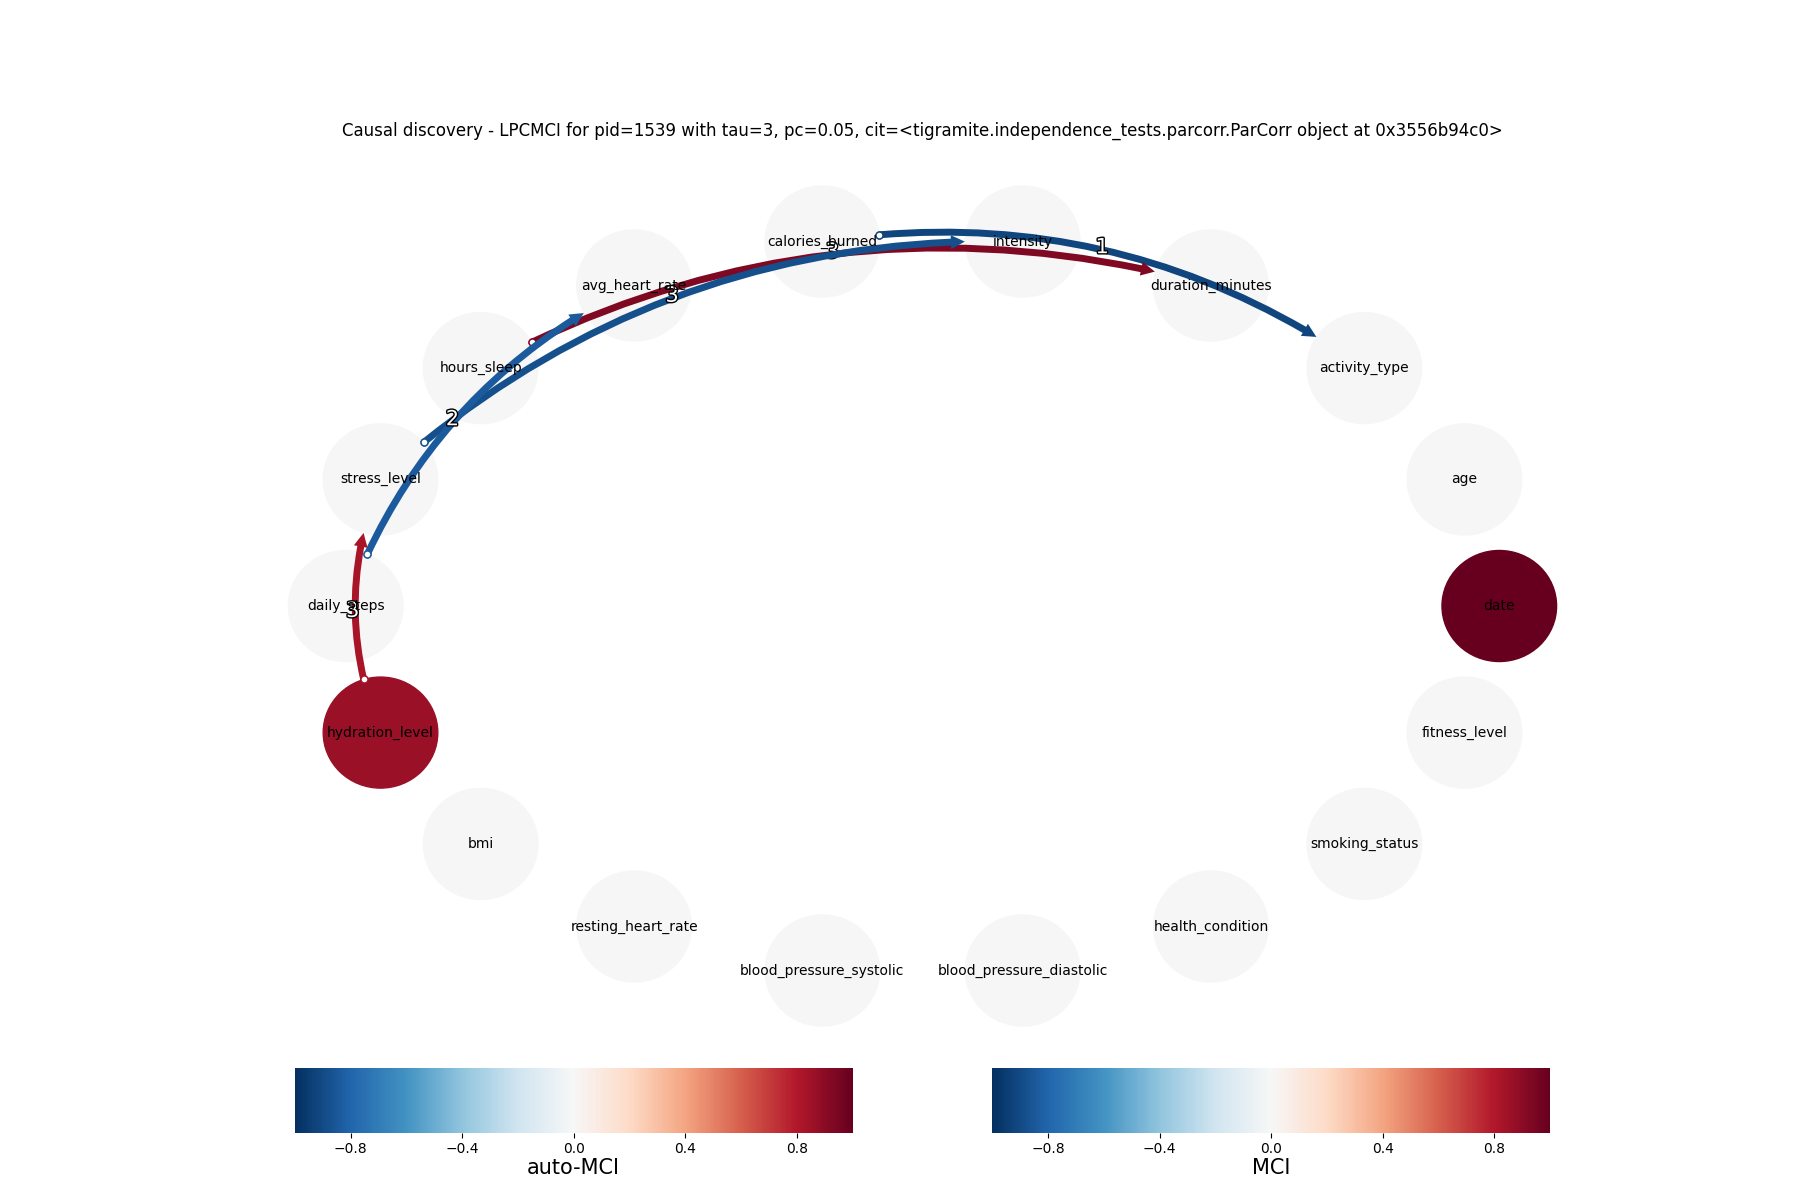 Causal discovery - LPCMCI for pid=1539 with tau=3, pc=0.05, cit=<tigramite.independence_tests.parcorr.ParCorr object at 0x3556b94c0>
calories_burned
intensity
1
3
avg_heart_rate
3
duration_minutes
hours_sleep
activity_type
2
stress_level
age
daily_steps
3
date
hydration_level
fitness_level
bmi
smoking_status
resting_heart_rate
health_condition
blood_pressure_systolic
blood_pressure_diastolic
−0.8 −0.4 0.0 0.4 0.8
auto-MCI
−0.8 −0.4 0.0 0.4 0.8
MCI